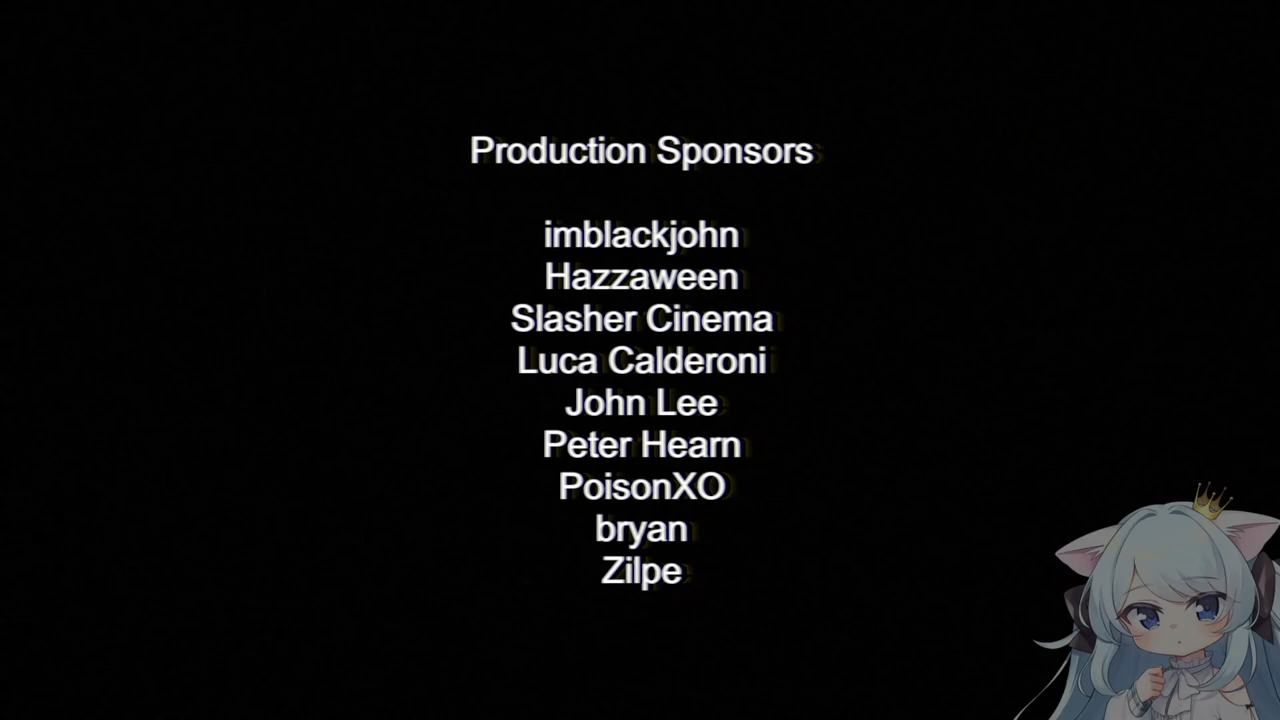 Production Sponsors
imblackjohn
Hazzaween
Slasher Cinema
Luca Calderoni
John Lee
Peter Hearn
PoisonXO
bryan
Zilpe